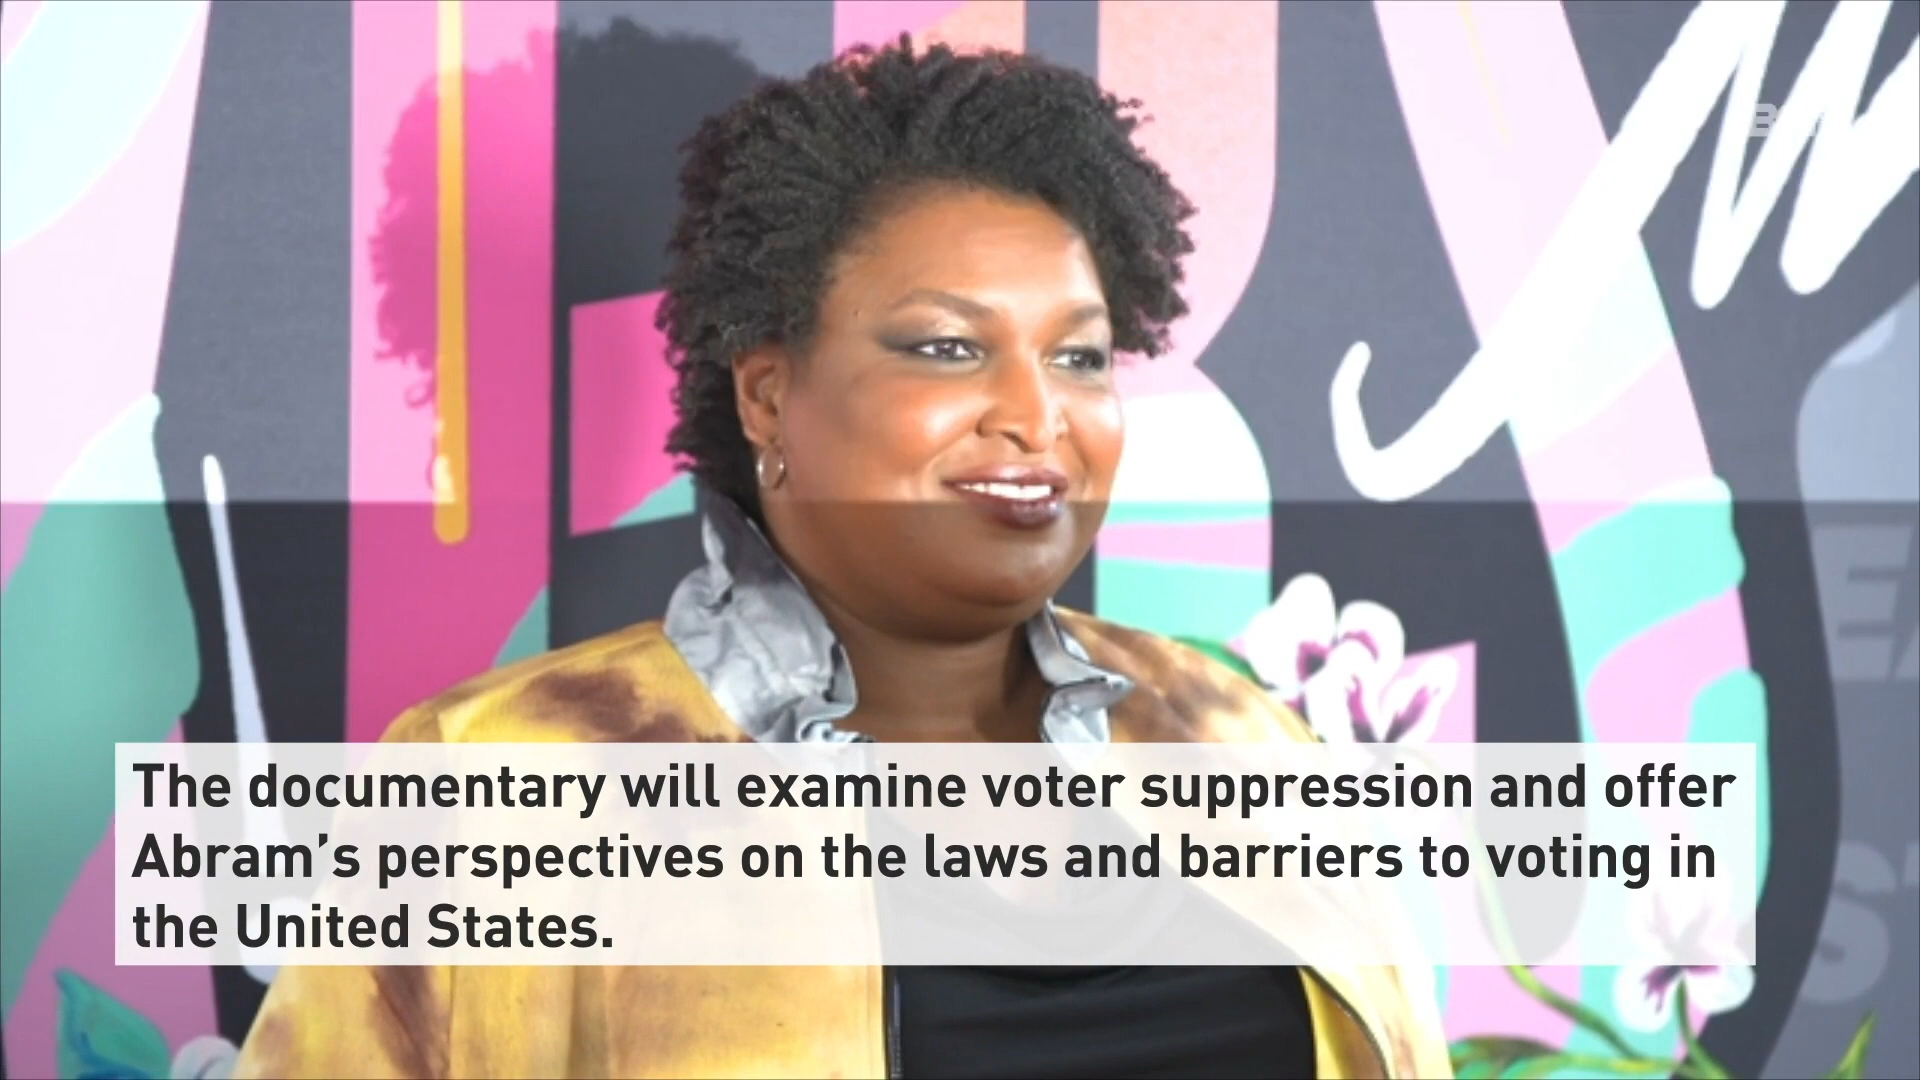 The documentary will examine voter suppression and offer
Abram’s perspectives on the laws and barriers to voting in
the United States.